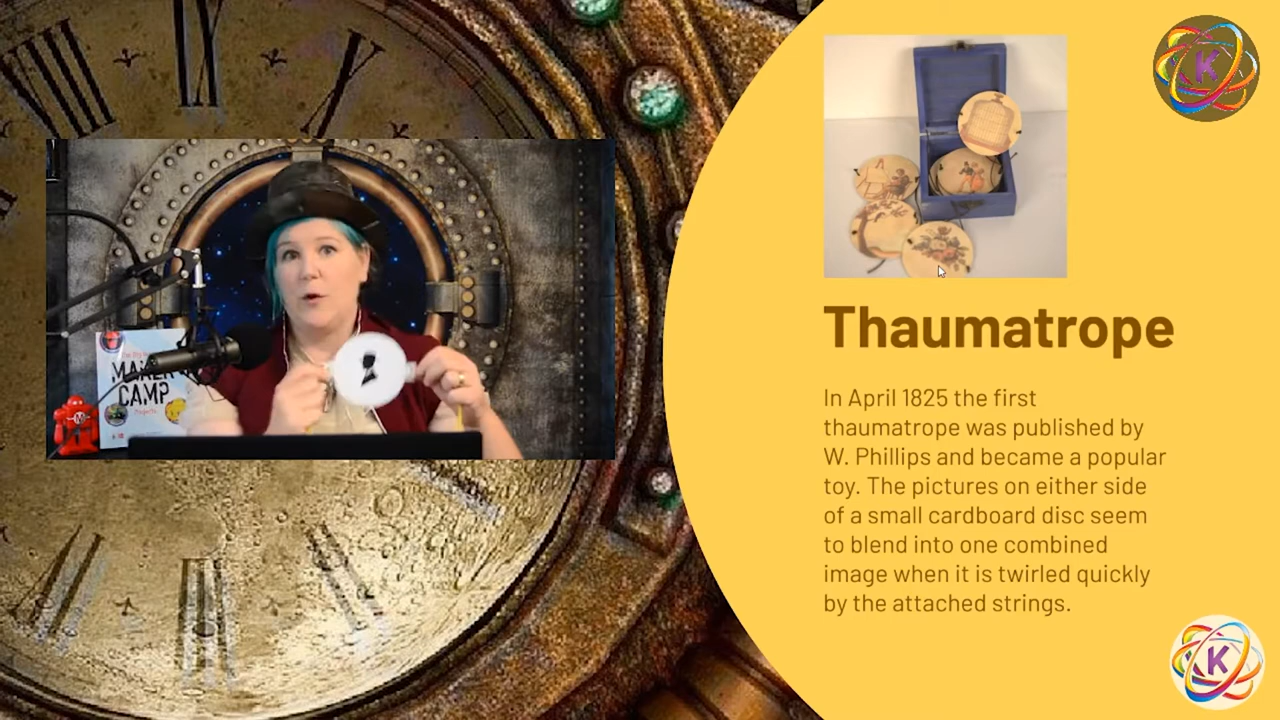 K
Thaumatrope
In April 1825 the first
thaumatrope was published by
W. Phillips and became a popular
toy. The pictures on either side
of a small cardboard disc seem
to blend into one combined
image when it is twirled quickly
by the attached strings.
MAKER
CAMP
Projects
M
K